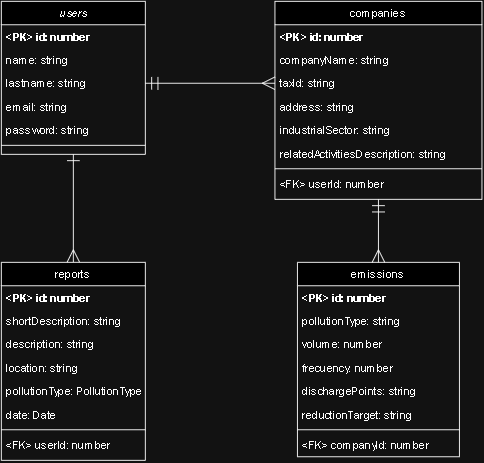 users
<PK> id: number
name: string
lastname: string
email: string
password: string
companies
<PK> id: number
companyName: string
taxId: string
address: string
industrialSector: string
relatedActivitiesDescription: string
<FK> userId: number
reports
<PK> id: number
shortDescription: string
description: string
location: string
pollutionType: PollutionType
date: Date
<FK> userId: number
emissions
<PK> id: number
pollutionType: string
volume: number
frecuency: number
dischargePoints: string
reductionTarget: string
<FK> companyId: number